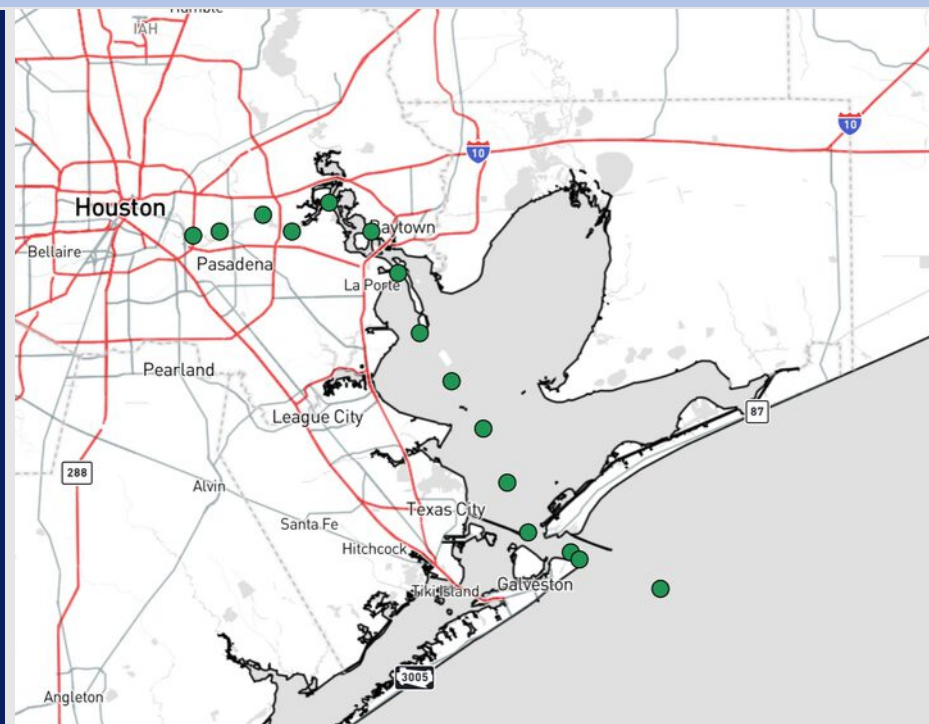 Humble
IAH
10
10
Houston
Baytown
Bellaire
Pasadena
La Porte
Pearland
League City
87
288
Alvin
Texas City
Santa Fe
Hitchcock
Tiki Island
Galveston
3005
Angleton